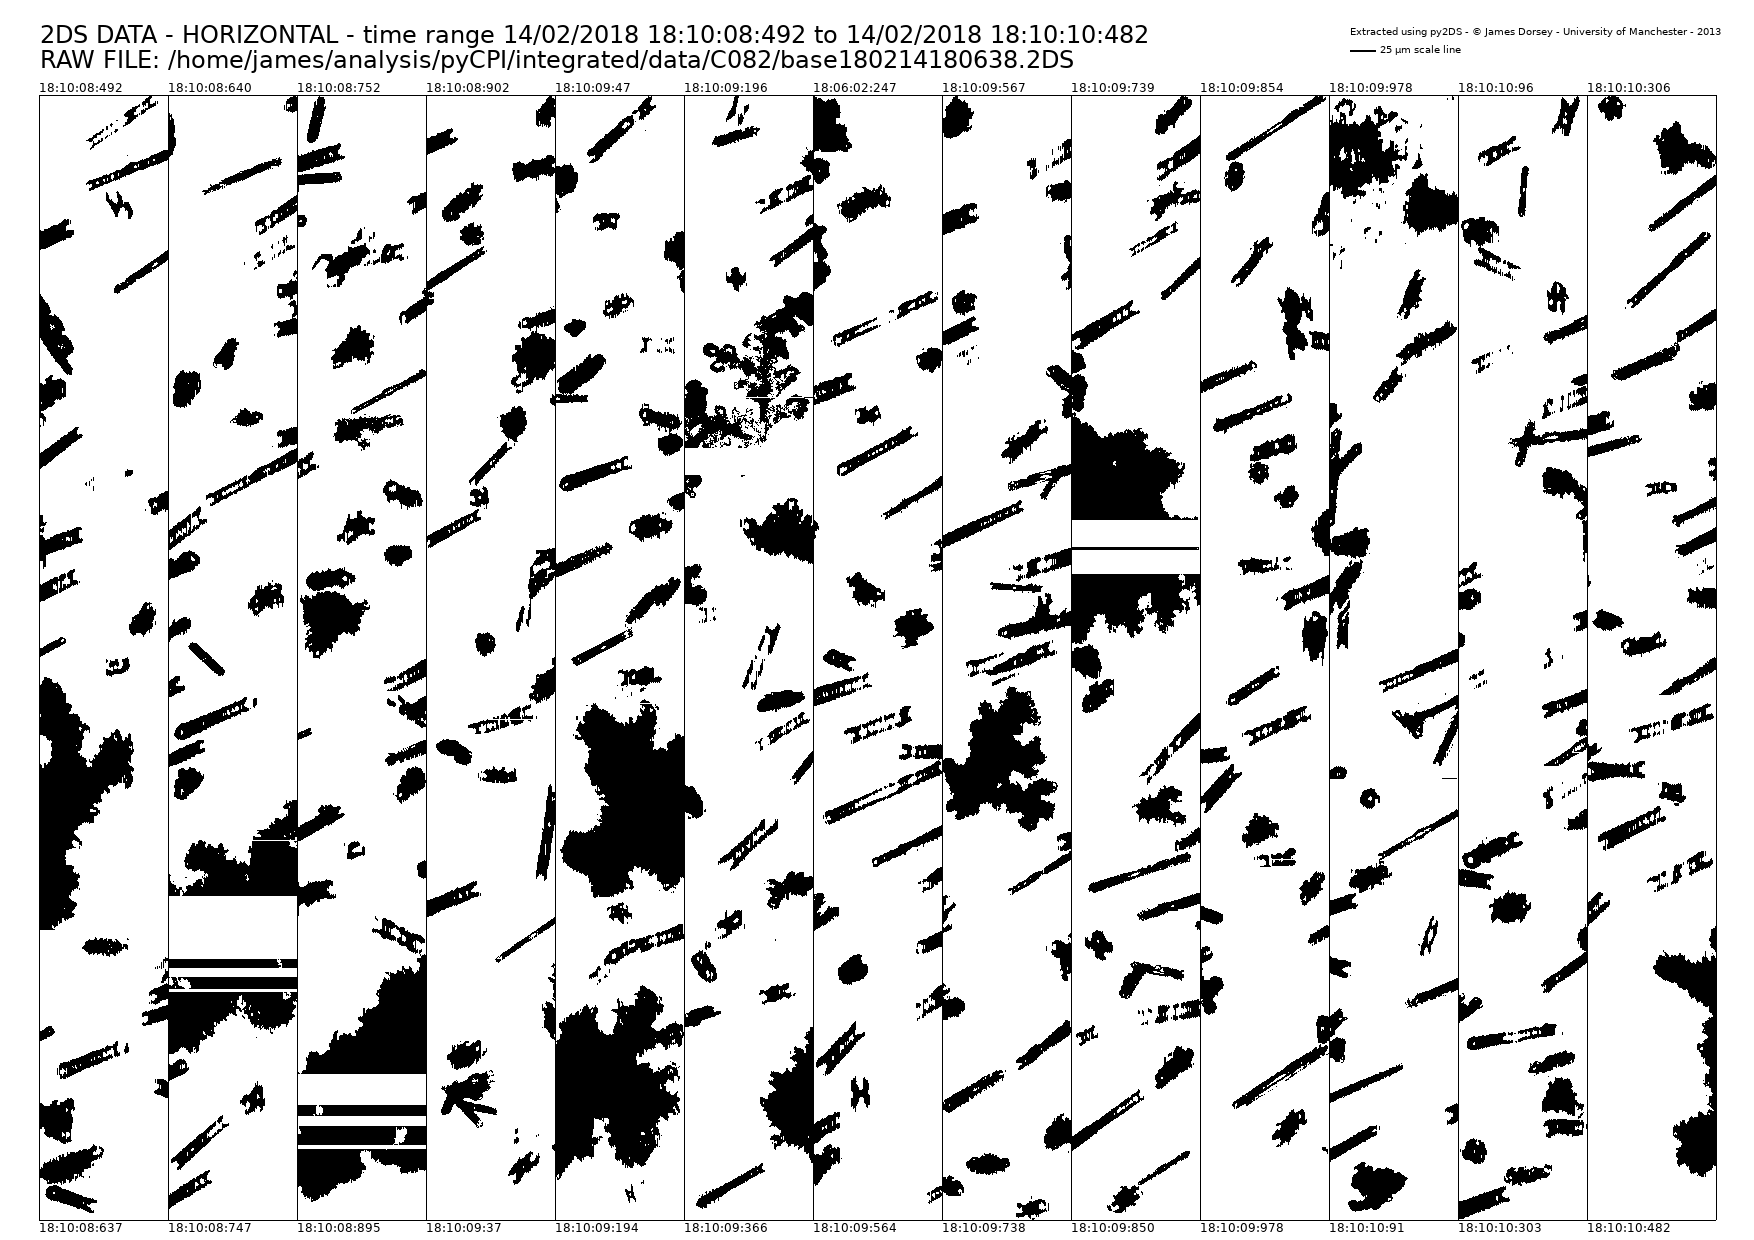 2DS DATA - HORIZONTAL - time range 14/02/2018 18:10:08:492 to 14/02/2018 18:10:10:482
RAW FILE: /home/james/analysis/pyCPI/integrated/data/C082/base180214180638.2DS
Extracted using py2DS - © James Dorsey - University of Manchester - 2013
25 µm scale line
18:10:08:492 18:10:08:640 18:10:08:752 18:10:08:902 18:10:09:47 18:10:09:196 18:06:02:247 18:10:09:567 18:10:09:739 18:10:09:854 18:10:09:978 18:10:10:96 18:10:10:306
18:10:08:637 18:10:08:747 18:10:08:895 18:10:09:37 18:10:09:194 18:10:09:366 18:10:09:564 18:10:09:738 18:10:09:850 18:10:09:978 18:10:10:91 18:10:10:303 18:10:10:482